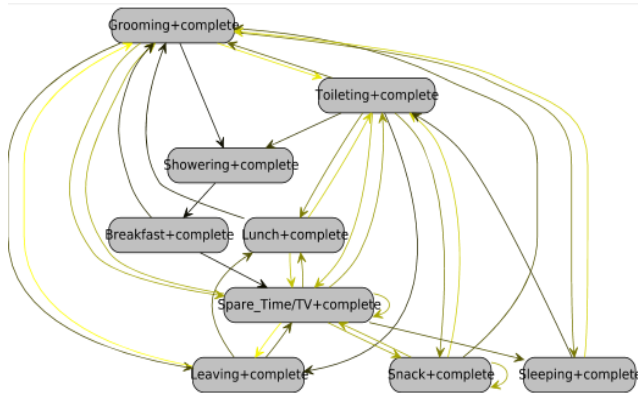 Grooming+complete
Toileting+complete
Showering+complete
Breakfast+complete
Lunch+complete
Spare_Time/TV+complete
Leaving+complete
Snack+complete
Sleeping+complete